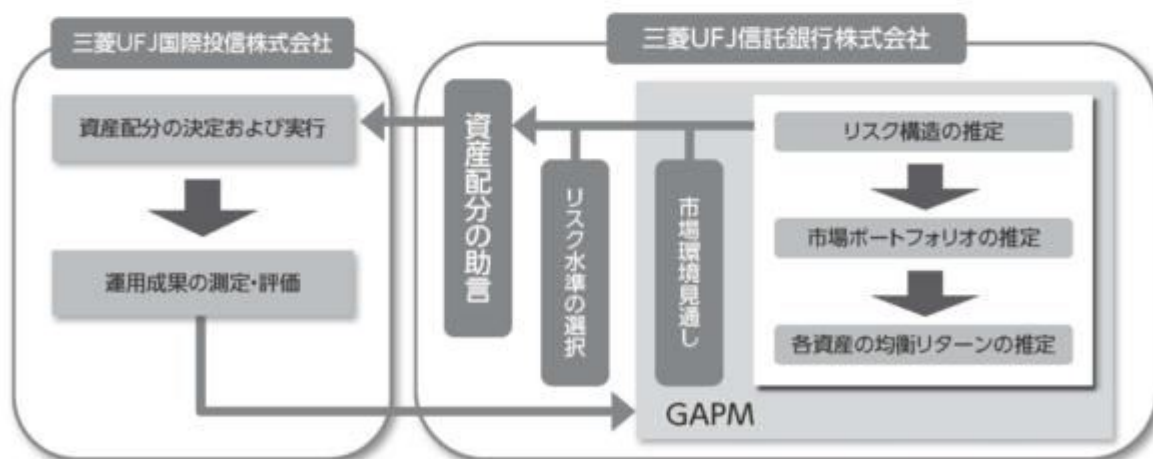 三菱UFJ国際投信株式会社
資産配分の決定および実行
運用成果の測定・評価
三菱UFJ信託銀行株式会社
資産配分の助言
リスク水準の選択
市場環境見通し
リスク構造の推定
市場ポートフォリオの推定
各資産の均衡リターンの推定
GAPM